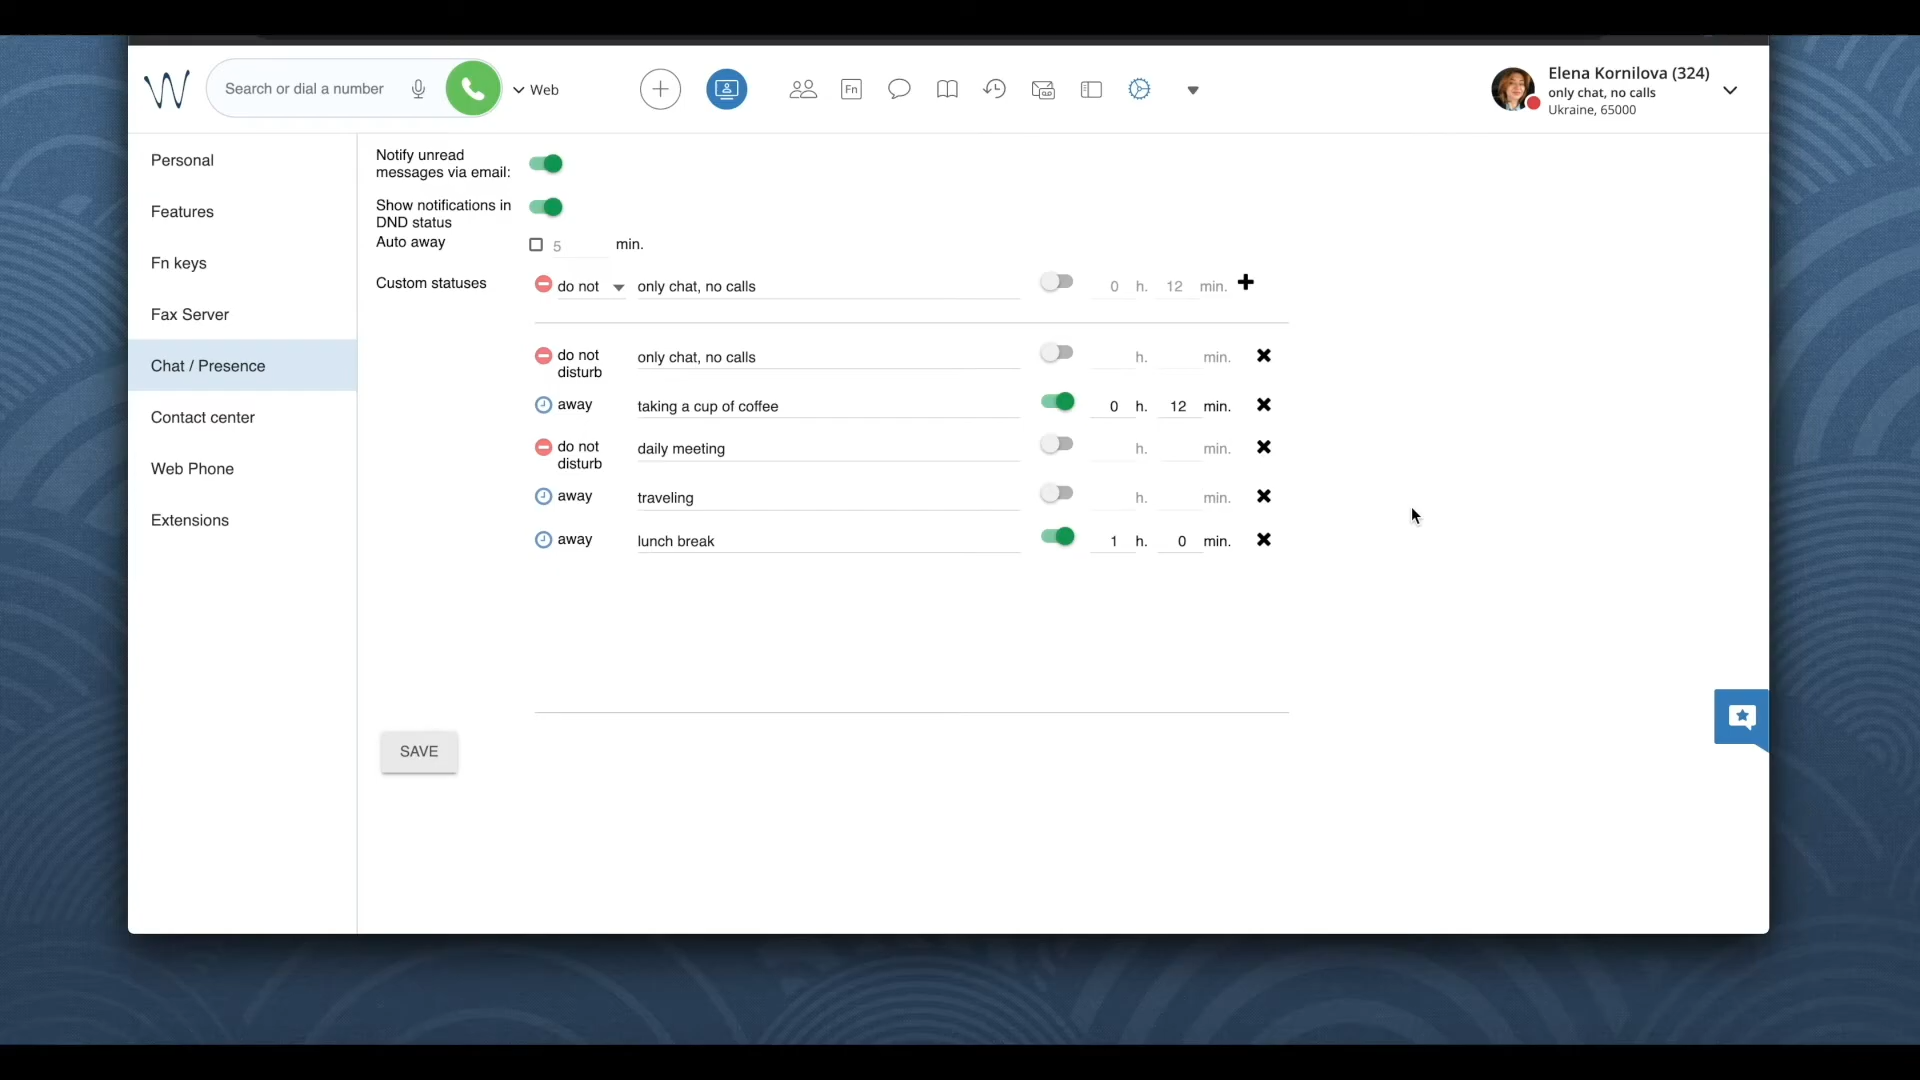 Search or dial a number
Web
Fn
Elena Kornilova (324)
only chat, no calls
Ukraine, 65000
Personal
Features
Fn keys
Fax Server
Chat / Presence
Contact center
Web Phone
Extensions
Notify unread
messages via email:
Show notifications in
DND status
Auto away
5 min.
Custom statuses
do not only chat, no calls 0 h. 12 min.
do not
disturb
only chat, no calls h. min.
away taking a cup of coffee 0 h. 12 min.
do not
disturb
daily meeting h. min.
away traveling h. min.
away lunch break 1 h. 0 min.
SAVE